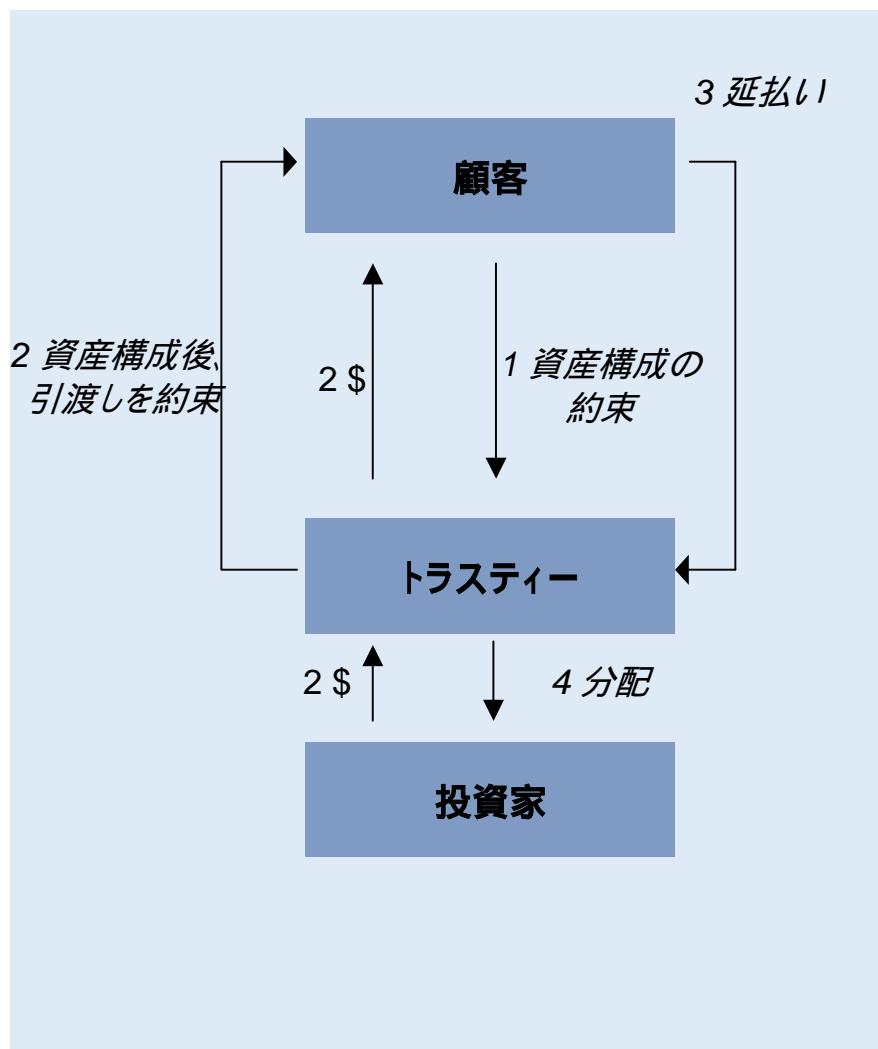 3 延払い
顧客
2 資産構成後、
引渡しを約束
2 $
1 資産構成の
約束
トラスティー
2 $
4 分配
投資家